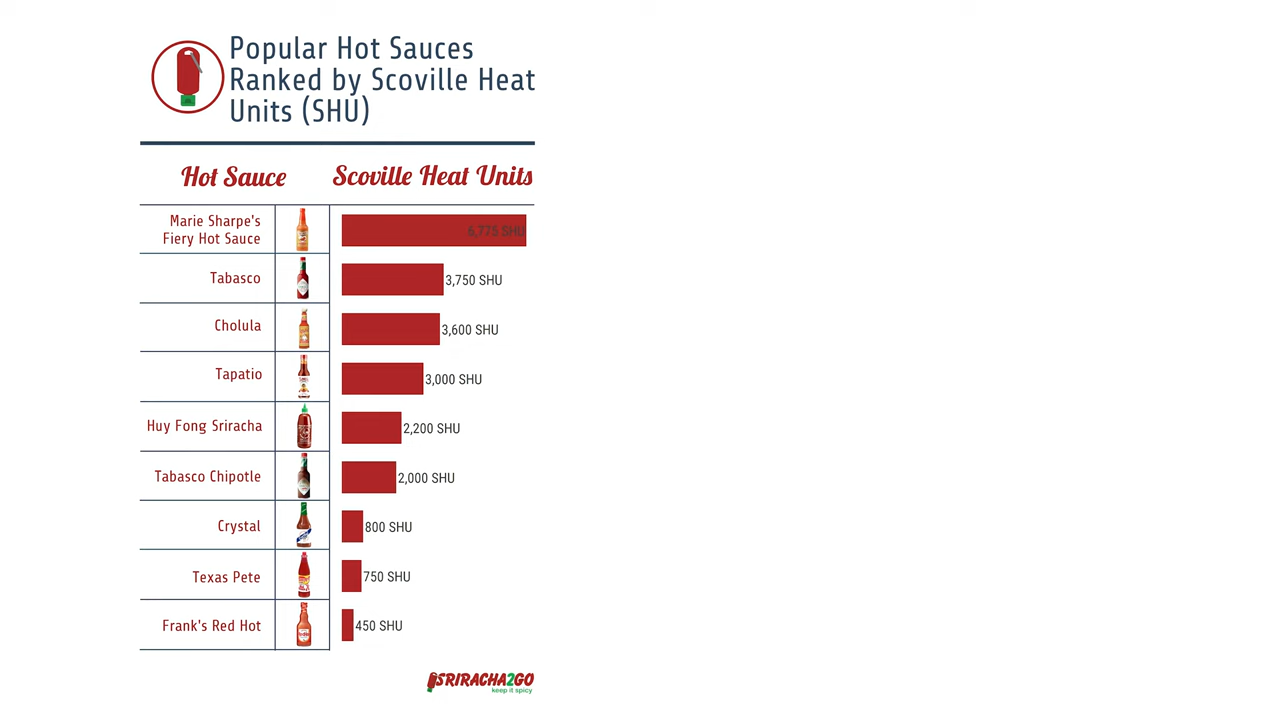 Popular Hot Sauces
Ranked by Scoville Heat
Units (SHU)
Hot Sauce
Scoville Heat Units
Marie Sharpe's
Fiery Hot Sauce
6,775 SHU
Tabasco
3,750 SHU
Cholula
3,600 SHU
Tapatio
3,000 SHU
Huy Fong Sriracha
2,200 SHU
Tabasco Chipotle
2,000 SHU
Crystal
800 SHU
Texas Pete
750 SHU
Frank's Red Hot
450 SHU
SRIRACHA2GO
keep it spicy